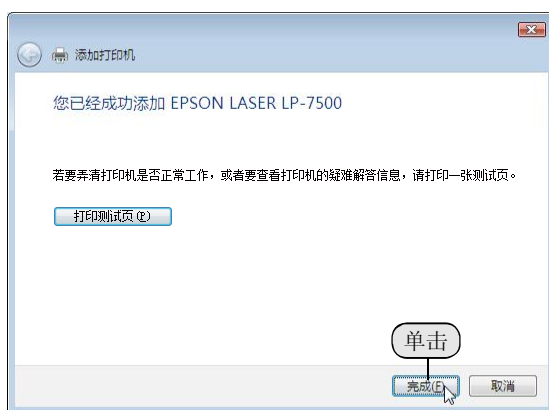 添加打印机
您已经成功添加 EPSON LASER LP-7500
若要弄清打印机是否正常工作，或者要查看打印机的疑难解答信息，请打印一张测试页。
打印测试页(P)
单击
完成(F)
取消